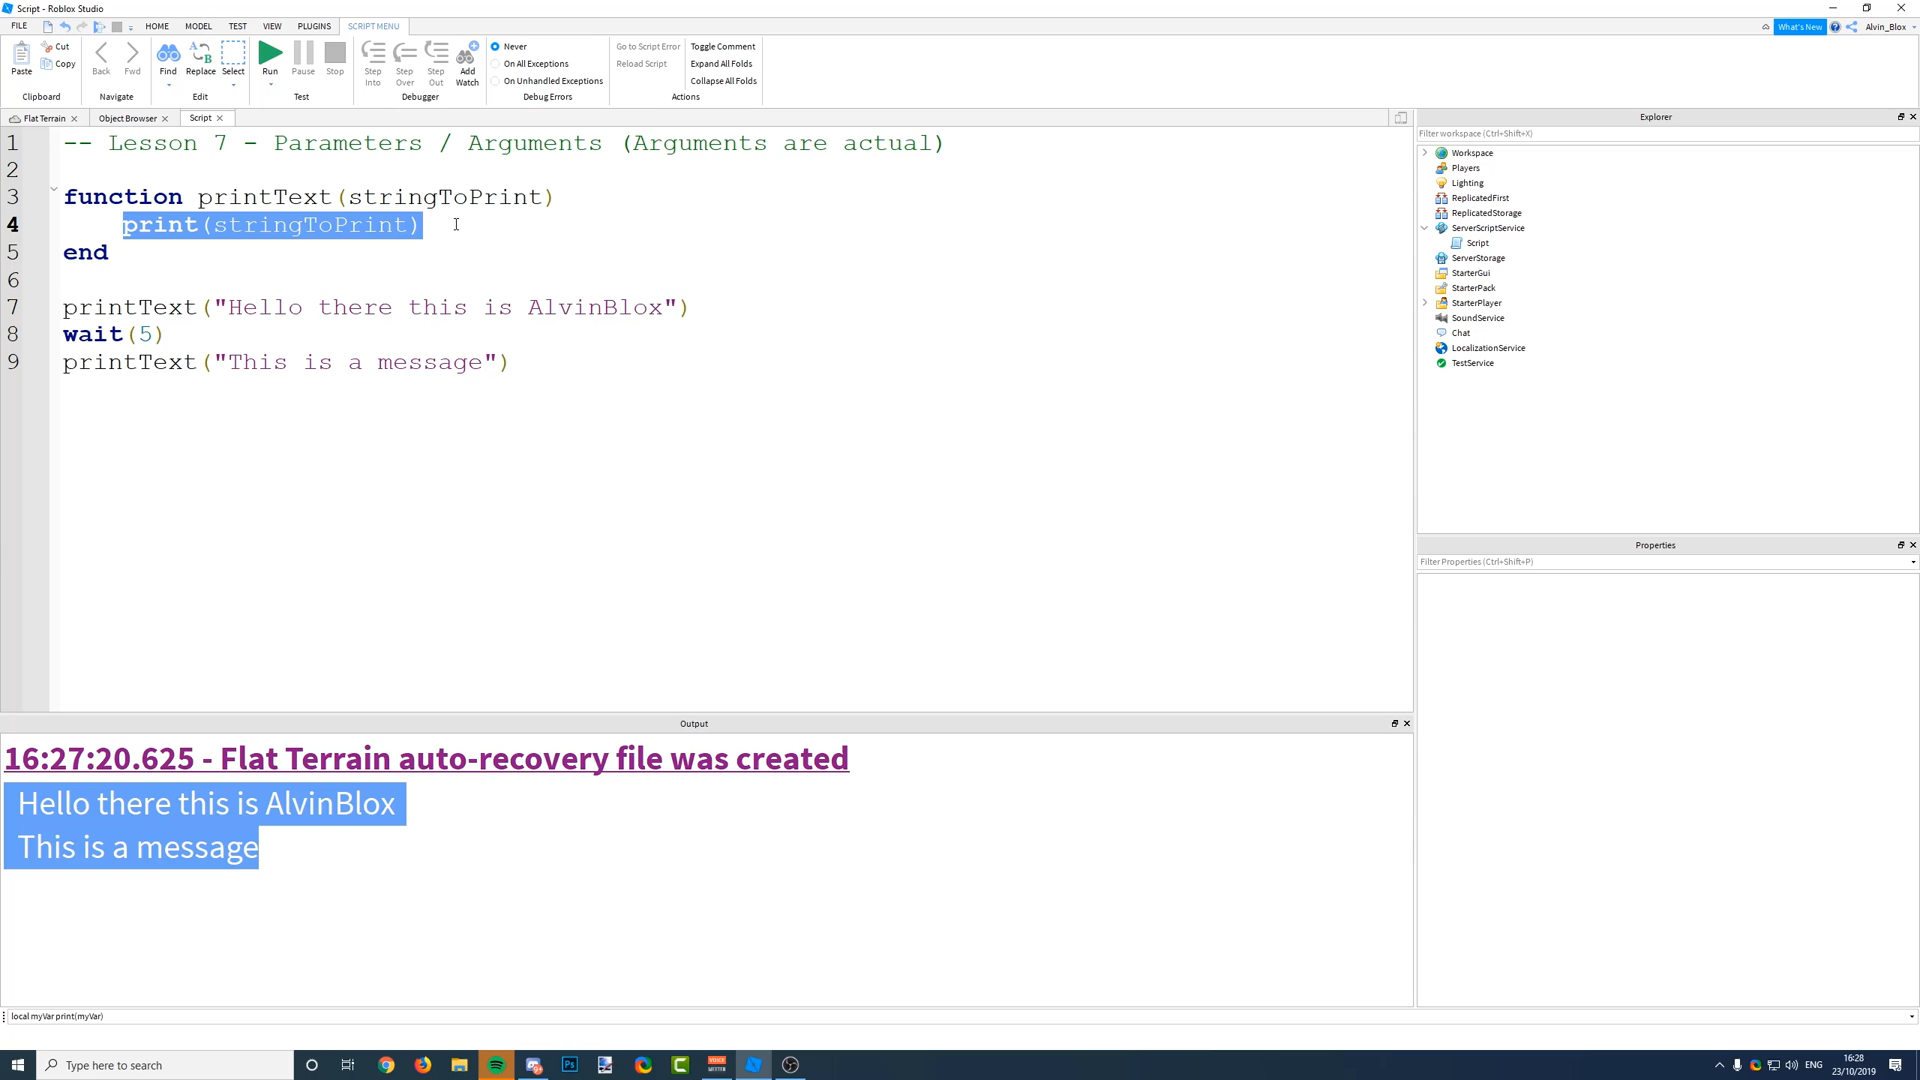 Script - Roblox Studio
FILE HOME MODEL TEST VIEW PLUGINS SCRIPT MENU What's New Alvin_Blox
Cut
Copy
Paste
Back Fwd
Find Replace Select
Run Pause Stop
Step Into
Step Over
Step Out
Add Watch
Never
On All Exceptions
On Unhandled Exceptions
Go to Script Error
Reload Script
Toggle Comment
Expand All Folds
Collapse All Folds
Clipboard Navigate Edit Test Debugger Debug Errors Actions
Flat Terrain Object Browser Script
1 -- Lesson 7 - Parameters / Arguments (Arguments are actual)
2
3 function printText(stringToPrint)
4 print(stringToPrint)
5 end
6
7 printText("Hello there this is AlvinBlox")
8 wait(5)
9 printText("This is a message")
Explorer
Filter workspace (Ctrl+Shift+X)
Workspace
Players
Lighting
ReplicatedFirst
ReplicatedStorage
ServerScriptService
Script
ServerStorage
StarterGui
StarterPack
StarterPlayer
SoundService
Chat
LocalizationService
TestService
Properties
Filter Properties (Ctrl+Shift+P)
Output
16:27:20.625 - Flat Terrain auto-recovery file was created
Hello there this is AlvinBlox
This is a message
local myVar print(myVar)
Type here to search
Ps
ENG
16:28
23/10/2019